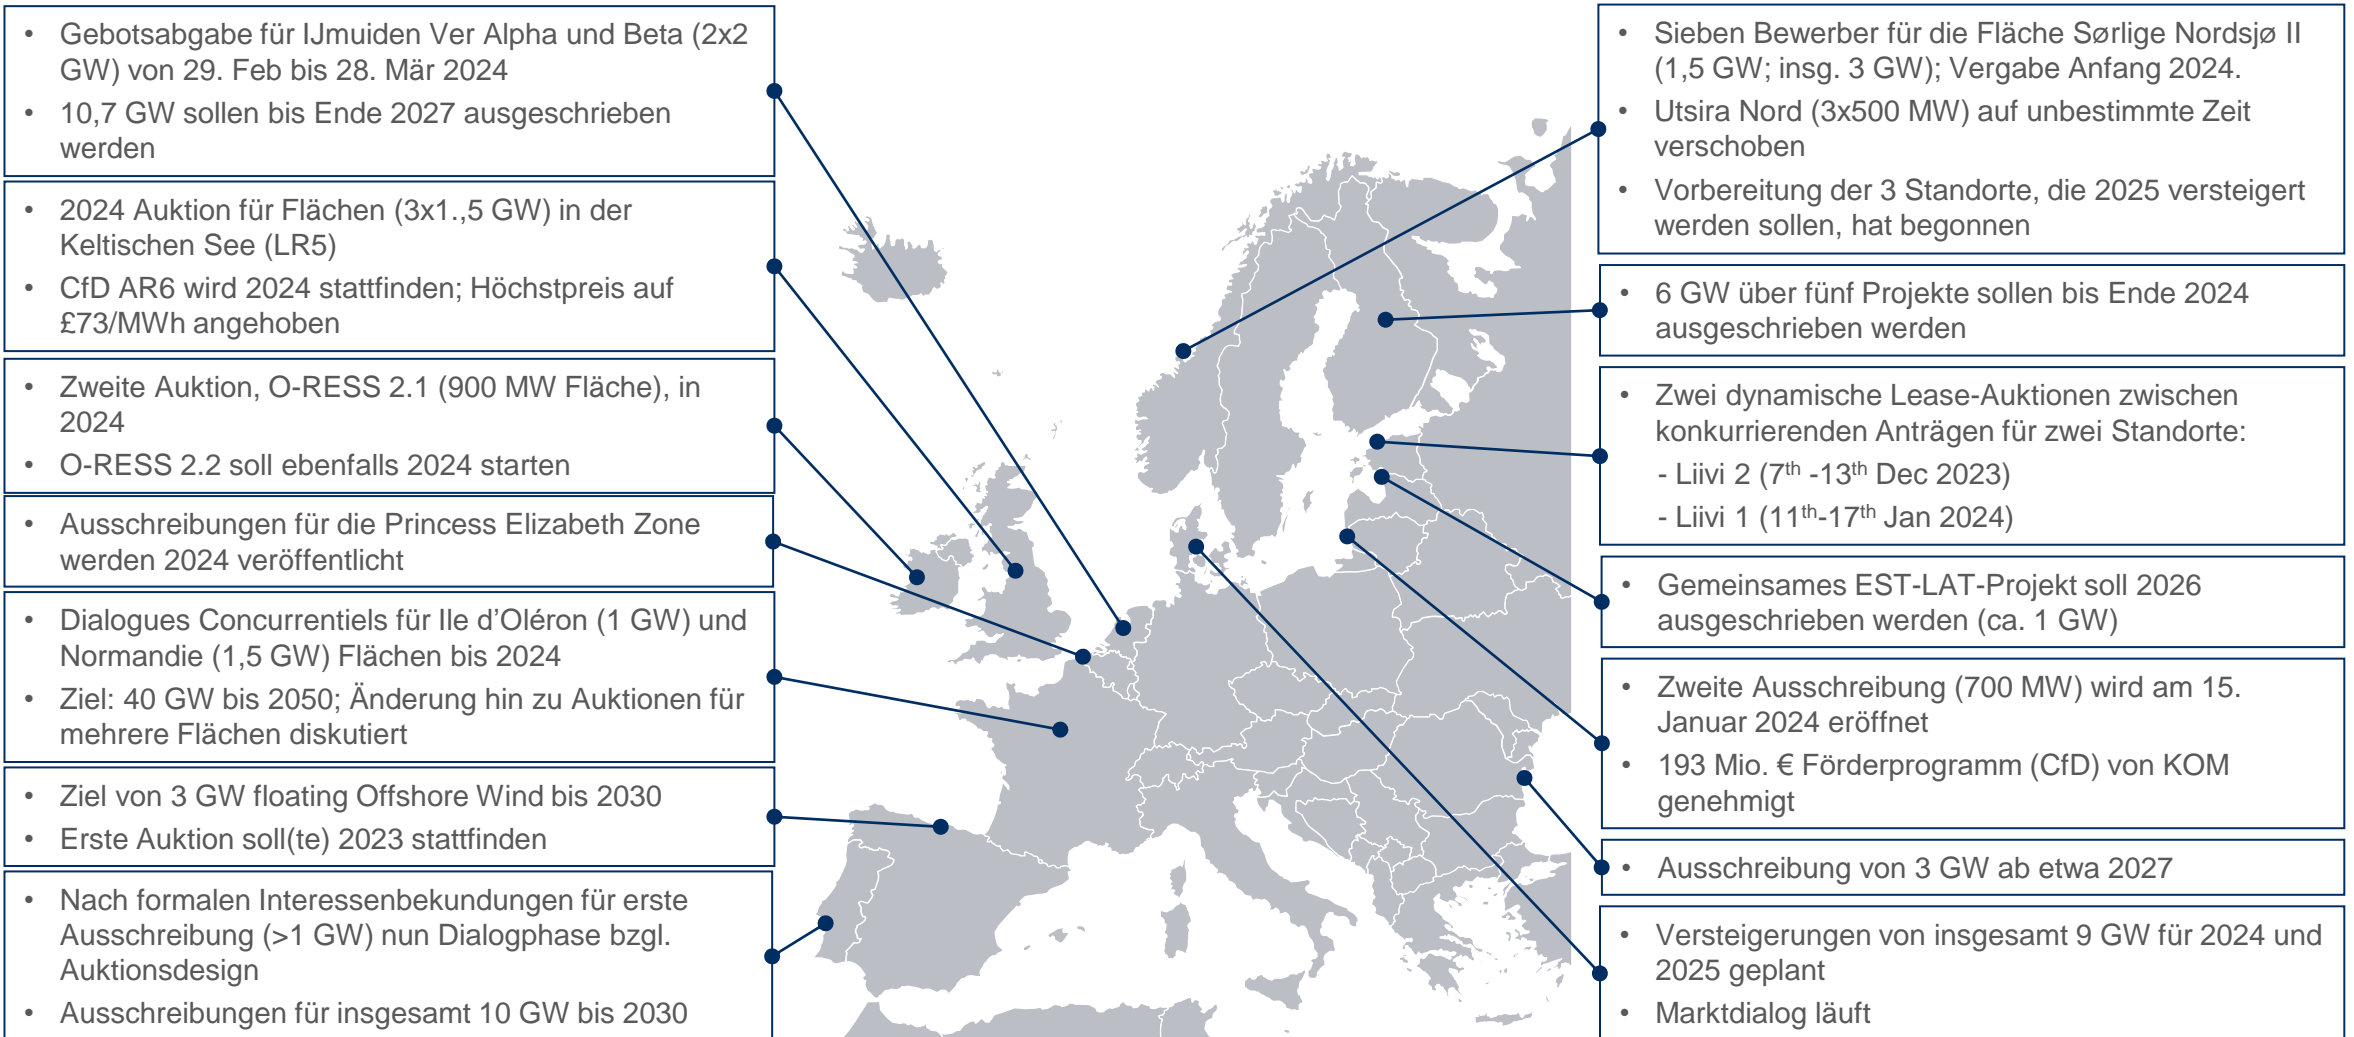 • Gebotsabgabe für IJmuiden Ver Alpha und Beta (2x2
GW) von 29. Feb bis 28. Mär 2024
• 10,7 GW sollen bis Ende 2027 ausgeschrieben
werden
• 2024 Auktion für Flächen (3x1.,5 GW) in der
Keltischen See (LR5)
• CfD AR6 wird 2024 stattfinden; Höchstpreis auf
£73/MWh angehoben
• Zweite Auktion, O-RESS 2.1 (900 MW Fläche), in
2024
• O-RESS 2.2 soll ebenfalls 2024 starten
• Ausschreibungen für die Princess Elizabeth Zone
werden 2024 veröffentlicht
• Dialogues Concurrentiels für Ile d’Oléron (1 GW) und
Normandie (1,5 GW) Flächen bis 2024
• Ziel: 40 GW bis 2050; Änderung hin zu Auktionen für
mehrere Flächen diskutiert
• Ziel von 3 GW floating Offshore Wind bis 2030
• Erste Auktion soll(te) 2023 stattfinden
• Nach formalen Interessenbekundungen für erste
Ausschreibung (>1 GW) nun Dialogphase bzgl.
Auktionsdesign
• Ausschreibungen für insgesamt 10 GW bis 2030
• Sieben Bewerber für die Fläche Sørlige Nordsjø II
(1,5 GW; insg. 3 GW); Vergabe Anfang 2024.
• Utsira Nord (3x500 MW) auf unbestimmte Zeit
verschoben
• Vorbereitung der 3 Standorte, die 2025 versteigert
werden sollen, hat begonnen
• 6 GW über fünf Projekte sollen bis Ende 2024
ausgeschrieben werden
• Zwei dynamische Lease-Auktionen zwischen
konkurrierenden Anträgen für zwei Standorte:
- Liivi 2 (7th -13th Dec 2023)
- Liivi 1 (11th-17th Jan 2024)
• Gemeinsames EST-LAT-Projekt soll 2026
ausgeschrieben werden (ca. 1 GW)
• Zweite Ausschreibung (700 MW) wird am 15.
Januar 2024 eröffnet
• 193 Mio. € Förderprogramm (CfD) von KOM
genehmigt
• Ausschreibung von 3 GW ab etwa 2027
• Versteigerungen von insgesamt 9 GW für 2024 und
2025 geplant
• Marktdialog läuft